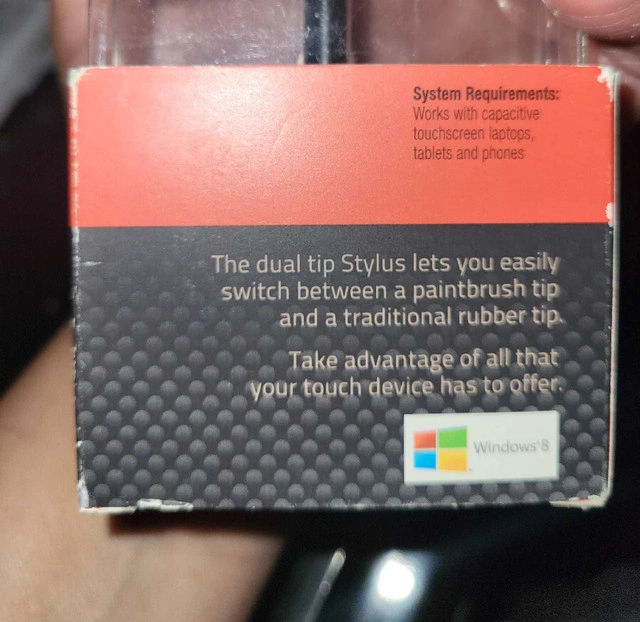 System Requirements:
Works with capacitive
touchscreen laptops,
tablets and phones
The dual tip Stylus lets you easily
switch between a paintbrush tip
and a traditional rubber tip.
Take advantage of all that
your touch device has to offer.
Windows 8